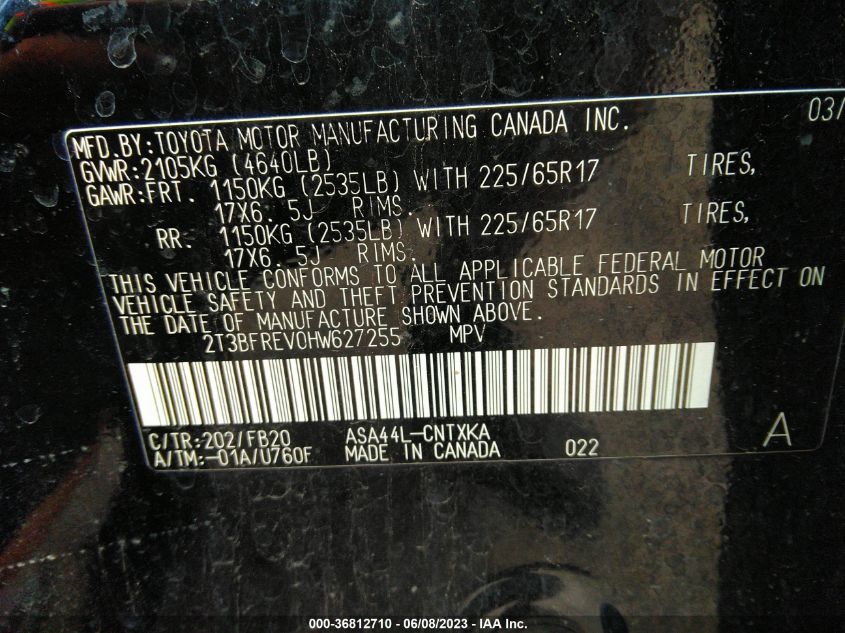 MFD.BY:TOYOTA MOTOR MANUFACTURING CANADA INC. 03/
GVWR:2105KG (4640LB)
GAWR:FRT. 1150KG (2535LB) WITH 225/65R17 TIRES,
17X6. 5J RIMS.
RR. 1150KG (2535LB) WITH 225/65R17 TIRES,
17X6. 5J RIMS.
THIS VEHICLE CONFORMS TO ALL APPLICABLE FEDERAL MOTOR
VEHICLE SAFETY AND THEFT PREVENTION STANDARDS IN EFFECT ON
THE DATE OF MANUFACTURE SHOWN ABOVE.
2T3BFREV0HW627255 MPV
C/TR:202/FB20 ASA44L-CNTXKA A
A/TM:-01A/U760F MADE IN CANADA 022
000-36812710 - 06/08/2023 - IAA Inc.